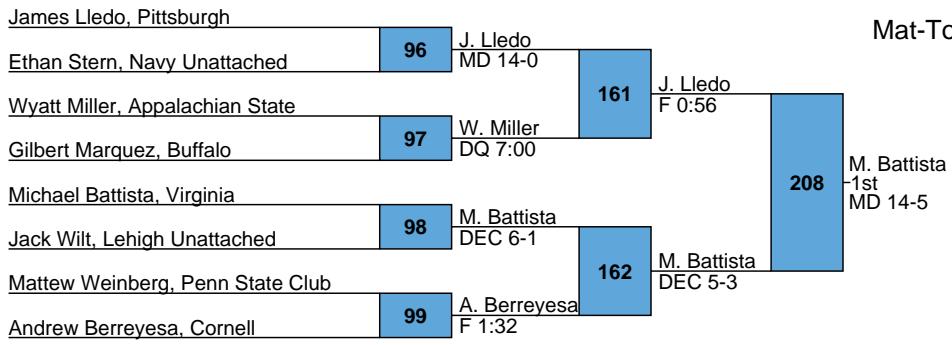 James Lledo, Pittsburgh
Ethan Stern, Navy Unattached
Wyatt Miller, Appalachian State
Gilbert Marquez, Buffalo
Michael Battista, Virginia
Jack Wilt, Lehigh Unattached
Mattew Weinberg, Penn State Club
Andrew Berreyesa, Cornell
96
97
98
99
J. Lledo
MD 14-0
W. Miller
DQ 7:00
M. Battista
DEC 6-1
A. Berreyesa
F 1:32
161
162
J. Lledo
F 0:56
M. Battista
DEC 5-3
208
M. Battista
1st
MD 14-5
Mat-To